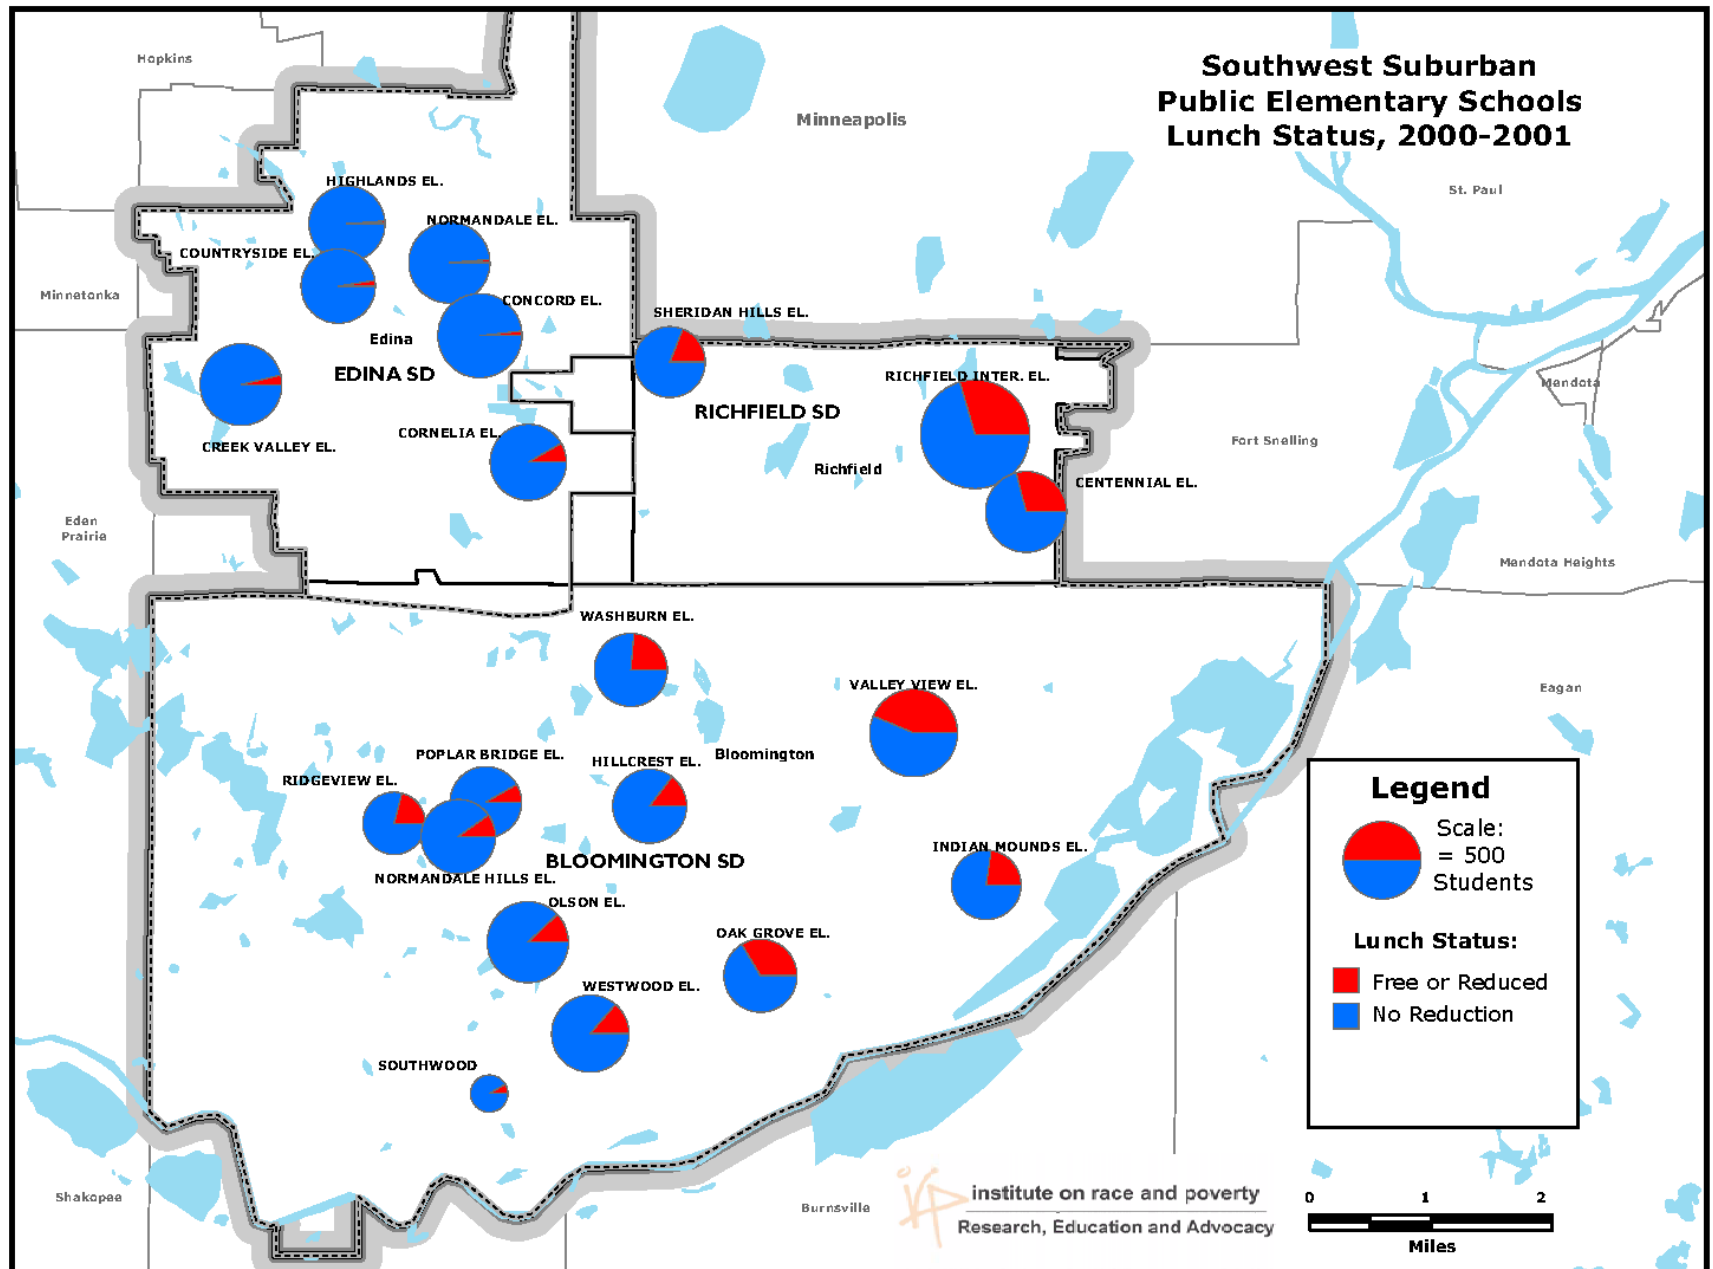 Southwest Suburban
Public Elementary Schools
Lunch Status, 2000-2001
Hopkins
Minneapolis
St. Paul
HIGHLANDS EL.
NORMANDALE EL.
COUNTRYSIDE EL.
Minnetonka
CONCORD EL.
SHERIDAN HILLS EL.
Edina
EDINA SD
RICHFIELD INTER. EL.
Mendota
RICHFIELD SD
CORNELIA EL.
CREEK VALLEY EL.
Fort Snelling
Richfield
CENTENNIAL EL.
Eden
Prairie
Mendota Heights
WASHBURN EL.
VALLEY VIEW EL.
Eagan
POPLAR BRIDGE EL.
Bloomington
HILLCREST EL.
RIDGEVIEW EL.
Legend
Scale:
= 500
Students
INDIAN MOUNDS EL.
BLOOMINGTON SD
NORMANDALE HILLS EL.
OLSON EL.
OAK GROVE EL.
Lunch Status:
Free or Reduced
No Reduction
WESTWOOD EL.
SOUTHWOOD
Shakopee
Burnsville
institute on race and poverty
Research, Education and Advocacy
0 1 2
Miles